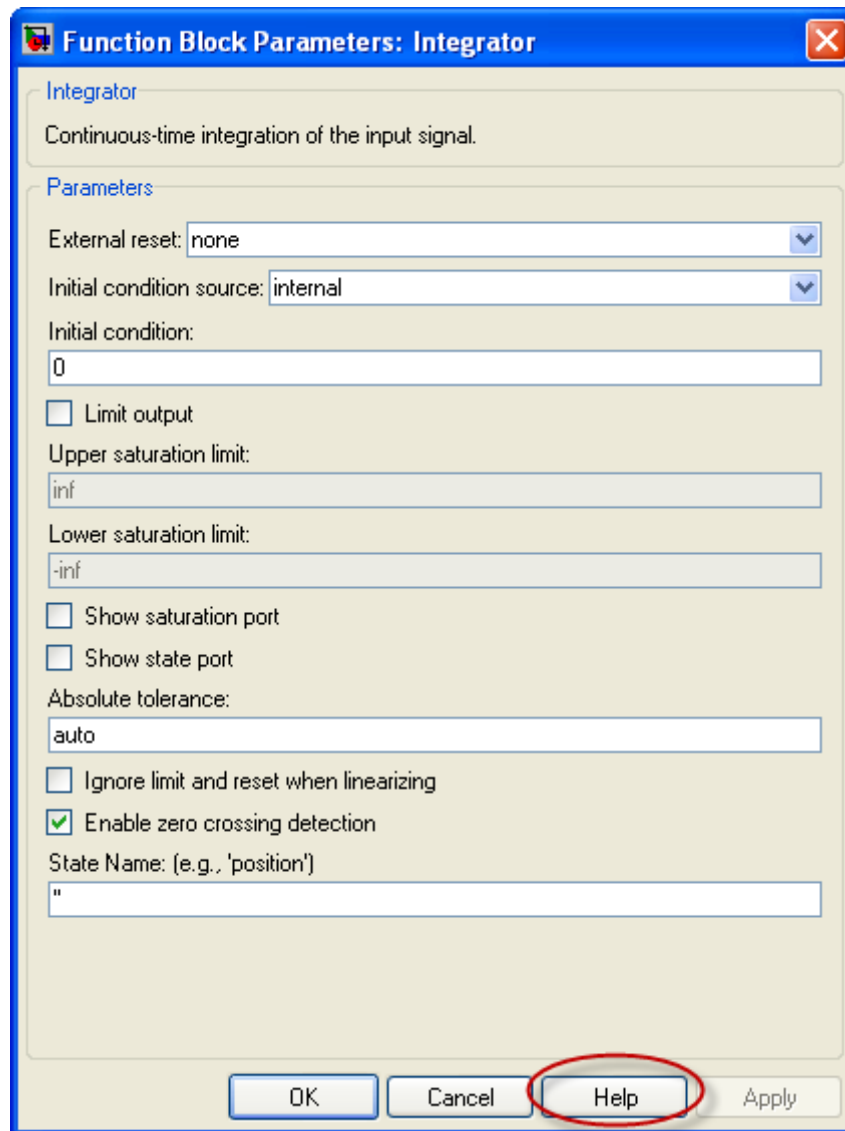 Function Block Parameters: Integrator
Integrator
Continuous-time integration of the input signal.
Parameters
External reset: none
Initial condition source: internal
Initial condition:
0
Limit output
Upper saturation limit:
inf
Lower saturation limit:
-inf
Show saturation port
Show state port
Absolute tolerance:
auto
Ignore limit and reset when linearizing
Enable zero crossing detection
State Name: (e.g., 'position')
''
OK Cancel Help Apply